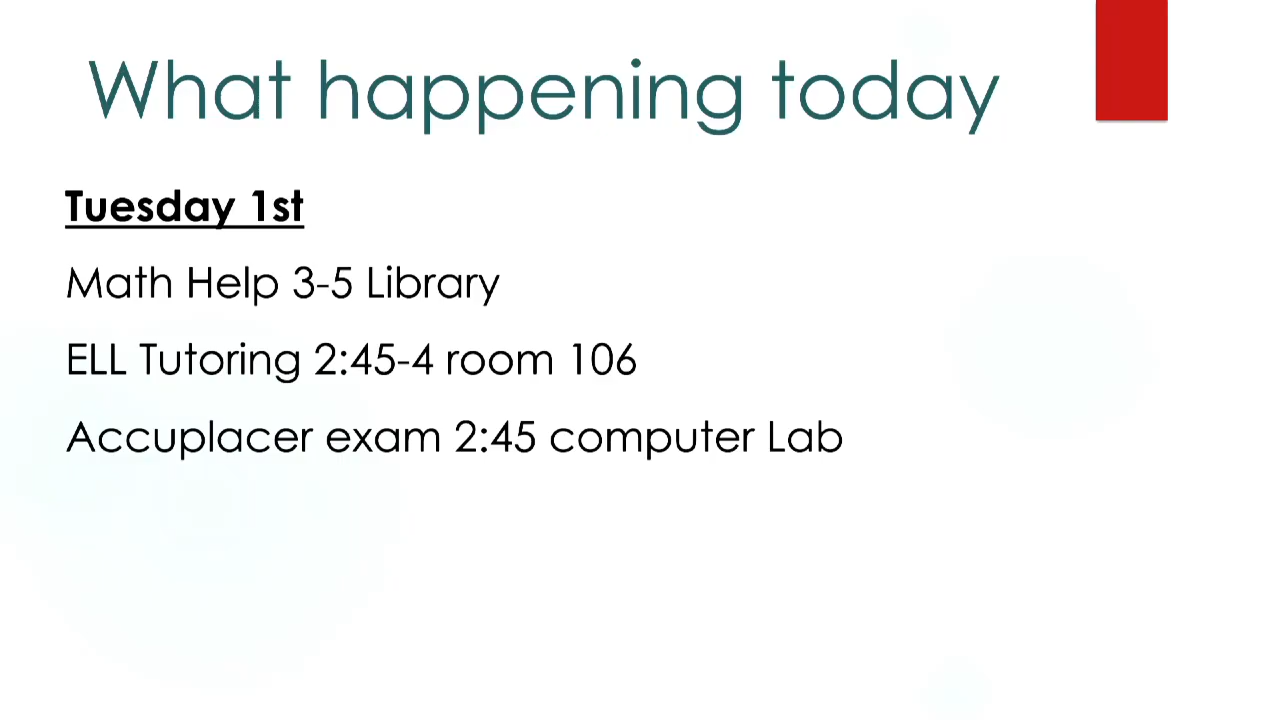 What happening today
Tuesday 1st
Math Help 3-5 Library
ELL Tutoring 2:45-4 room 106
Accuplacer exam 2:45 computer Lab